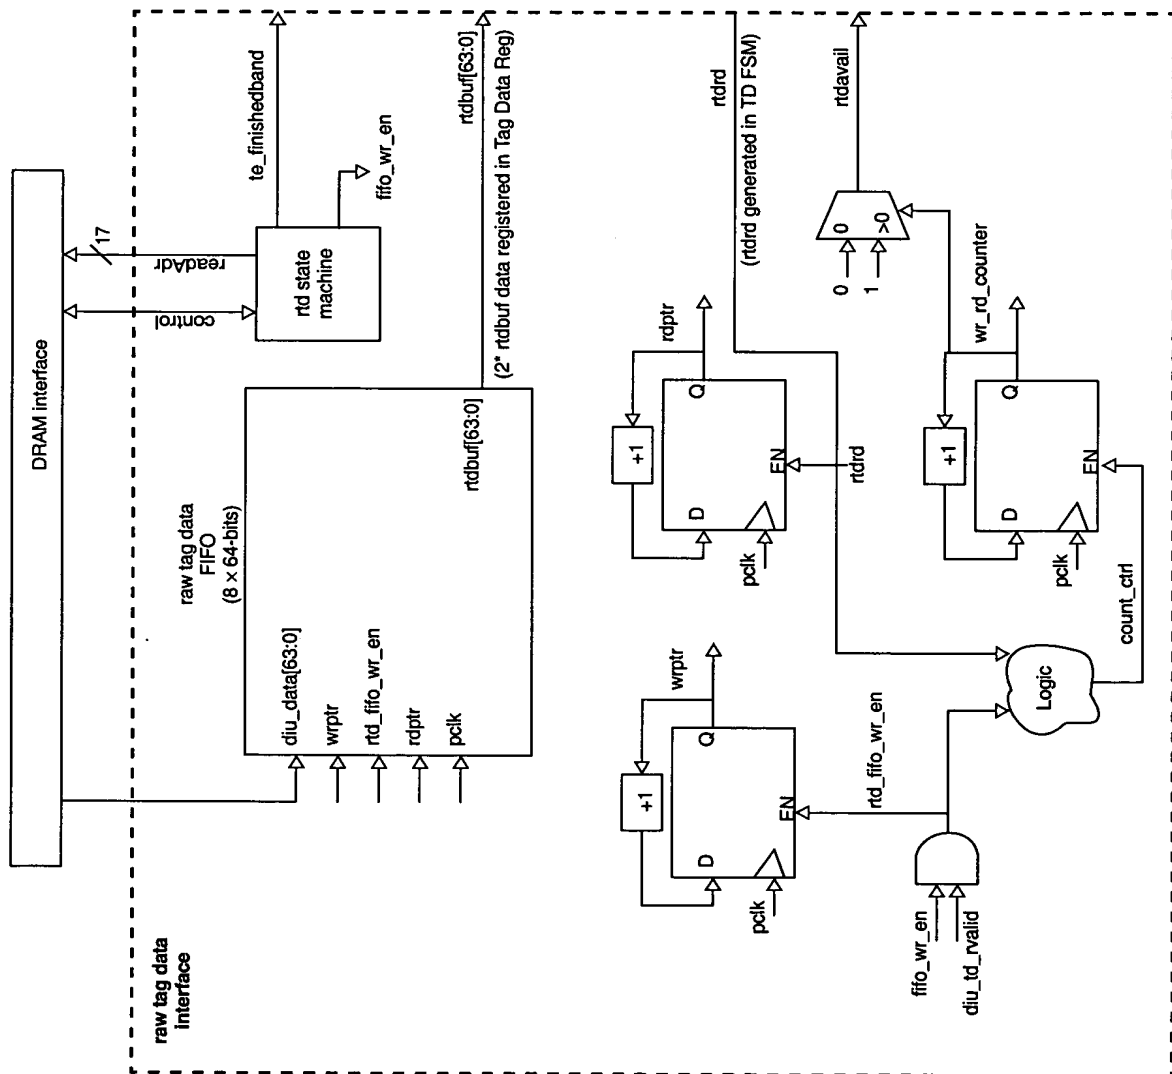 DRAM interface
17
readAdr
control
te_finishedband
rtd state
machine
fifo_wr_en
raw tag data
FIFO
(8 × 64-bits)
diu_data[63:0]
wrptr
rtd_fifo_wr_en
rdptr
pclk
rtdbuf[63:0]
rtdbuf[63:0]
(2* rtdbuf data registered in Tag Data Reg)
raw tag data
interface
rtdrd
(rtdrd generated in TD FSM)
rdptr
+1
D
Q
EN
pclk
rtdrd
wrptr
+1
D
Q
EN
pclk
rtd_fifo_wr_en
fifo_wr_en
diu_td_rvalid
Logic
count_ctrl
wr_rd_counter
+1
D
Q
EN
pclk
0
1
0
>0
rtdavail